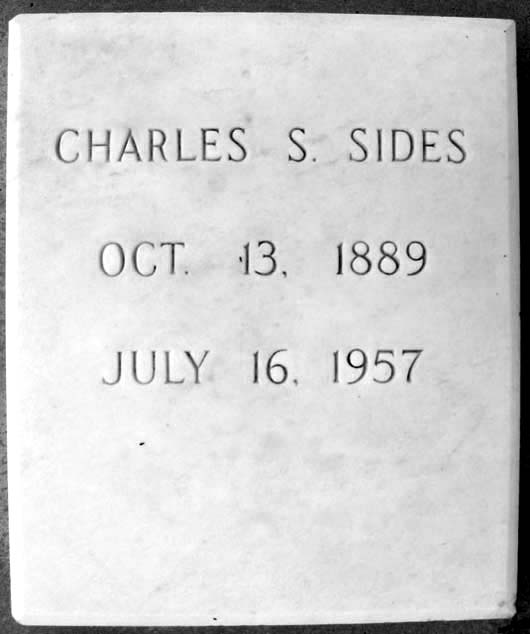 CHARLES S. SIDES
OCT. 13, 1889
JULY 16, 1957